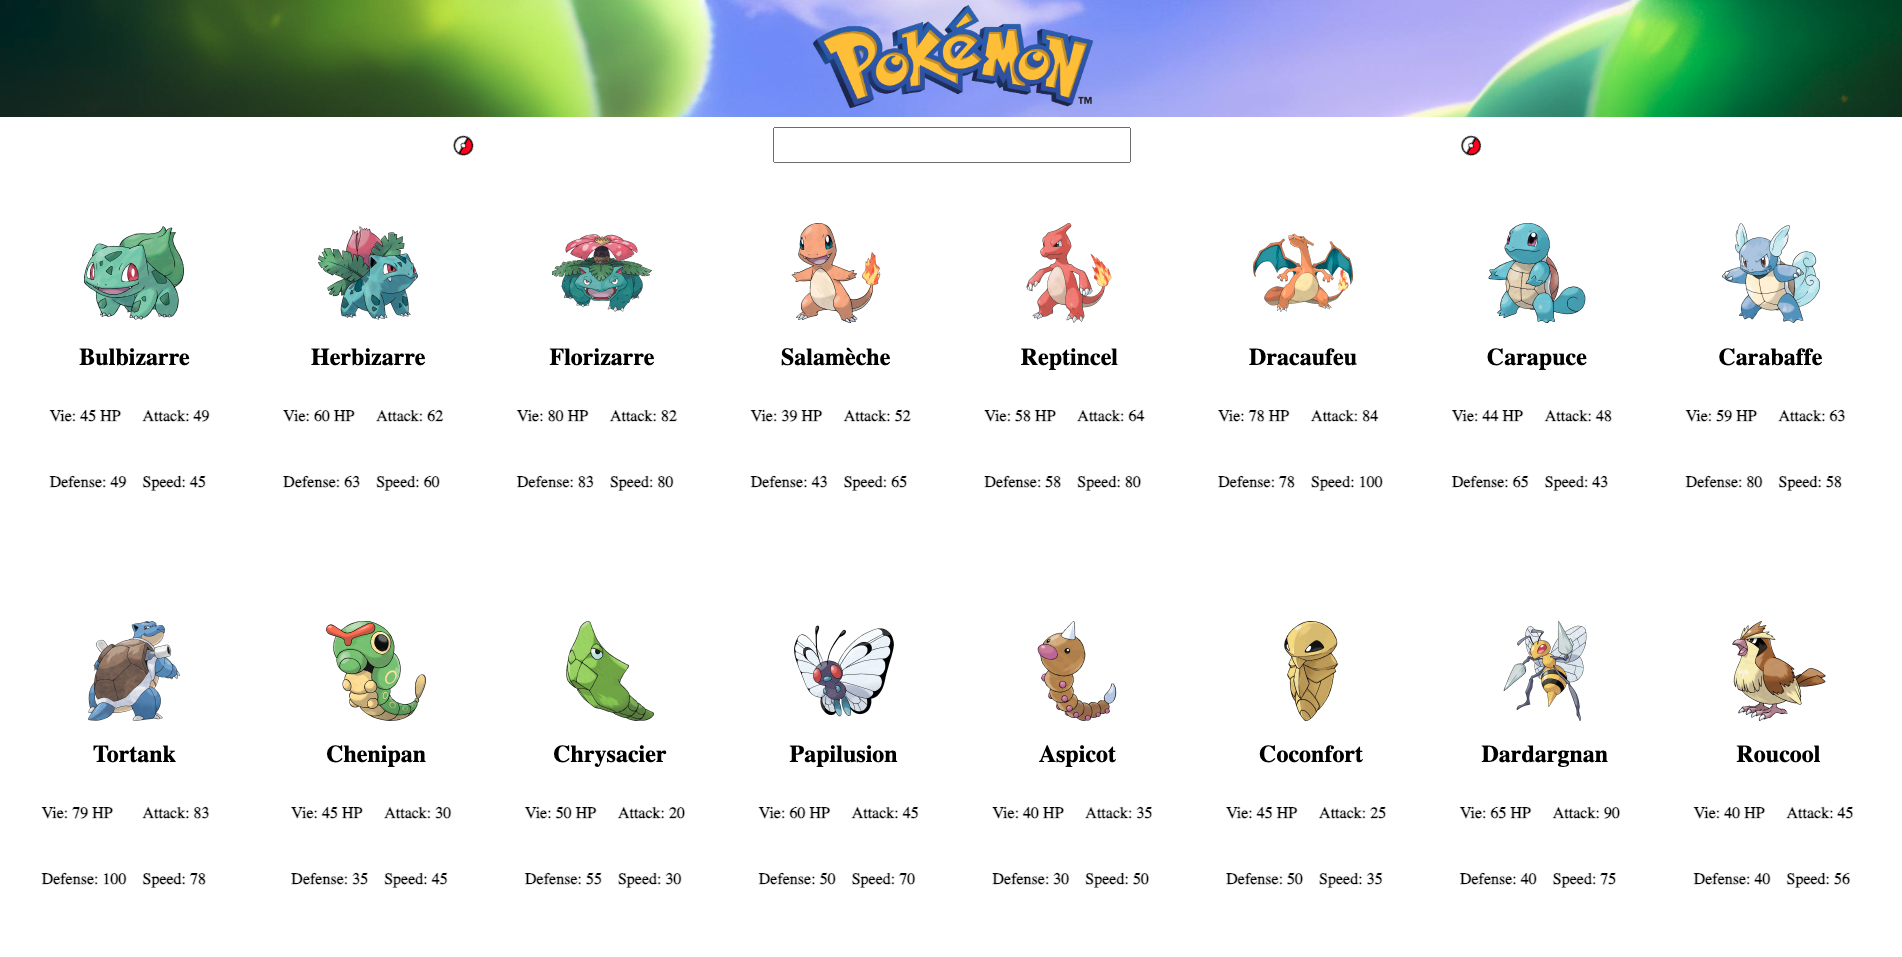 POKéMON
TM
Bulbizarre Herbizarre Florizarre Salamèche Reptincel Dracaufeu Carapuce Carabaffe
Vie: 45 HP Attack: 49 Vie: 60 HP Attack: 62 Vie: 80 HP Attack: 82 Vie: 39 HP Attack: 52 Vie: 58 HP Attack: 64 Vie: 78 HP Attack: 84 Vie: 44 HP Attack: 48 Vie: 59 HP Attack: 63
Defense: 49 Speed: 45 Defense: 63 Speed: 60 Defense: 83 Speed: 80 Defense: 43 Speed: 65 Defense: 58 Speed: 80 Defense: 78 Speed: 100 Defense: 65 Speed: 43 Defense: 80 Speed: 58
Tortank Chenipan Chrysacier Papilusion Aspicot Coconfort Dardargnan Roucool
Vie: 79 HP Attack: 83 Vie: 45 HP Attack: 30 Vie: 50 HP Attack: 20 Vie: 60 HP Attack: 45 Vie: 40 HP Attack: 35 Vie: 45 HP Attack: 25 Vie: 65 HP Attack: 90 Vie: 40 HP Attack: 45
Defense: 100 Speed: 78 Defense: 35 Speed: 45 Defense: 55 Speed: 30 Defense: 50 Speed: 70 Defense: 30 Speed: 50 Defense: 50 Speed: 35 Defense: 40 Speed: 75 Defense: 40 Speed: 56